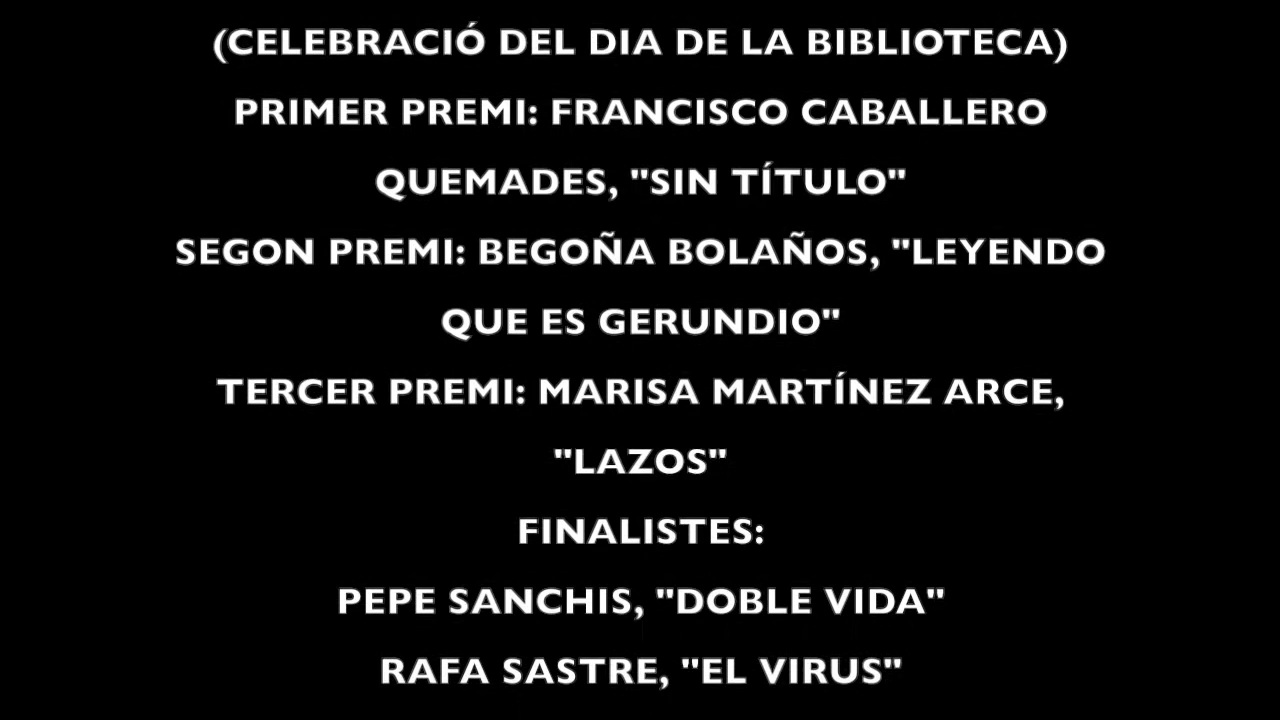 (CELEBRACIÓ DEL DIA DE LA BIBLIOTECA)
PRIMER PREMI: FRANCISCO CABALLERO
QUEMADES, "SIN TÍTULO"
SEGON PREMI: BEGOÑA BOLAÑOS, "LEYENDO
QUE ES GERUNDIO"
TERCER PREMI: MARISA MARTÍNEZ ARCE,
"LAZOS"
FINALISTES:
PEPE SANCHIS, "DOBLE VIDA"
RAFA SASTRE, "EL VIRUS"